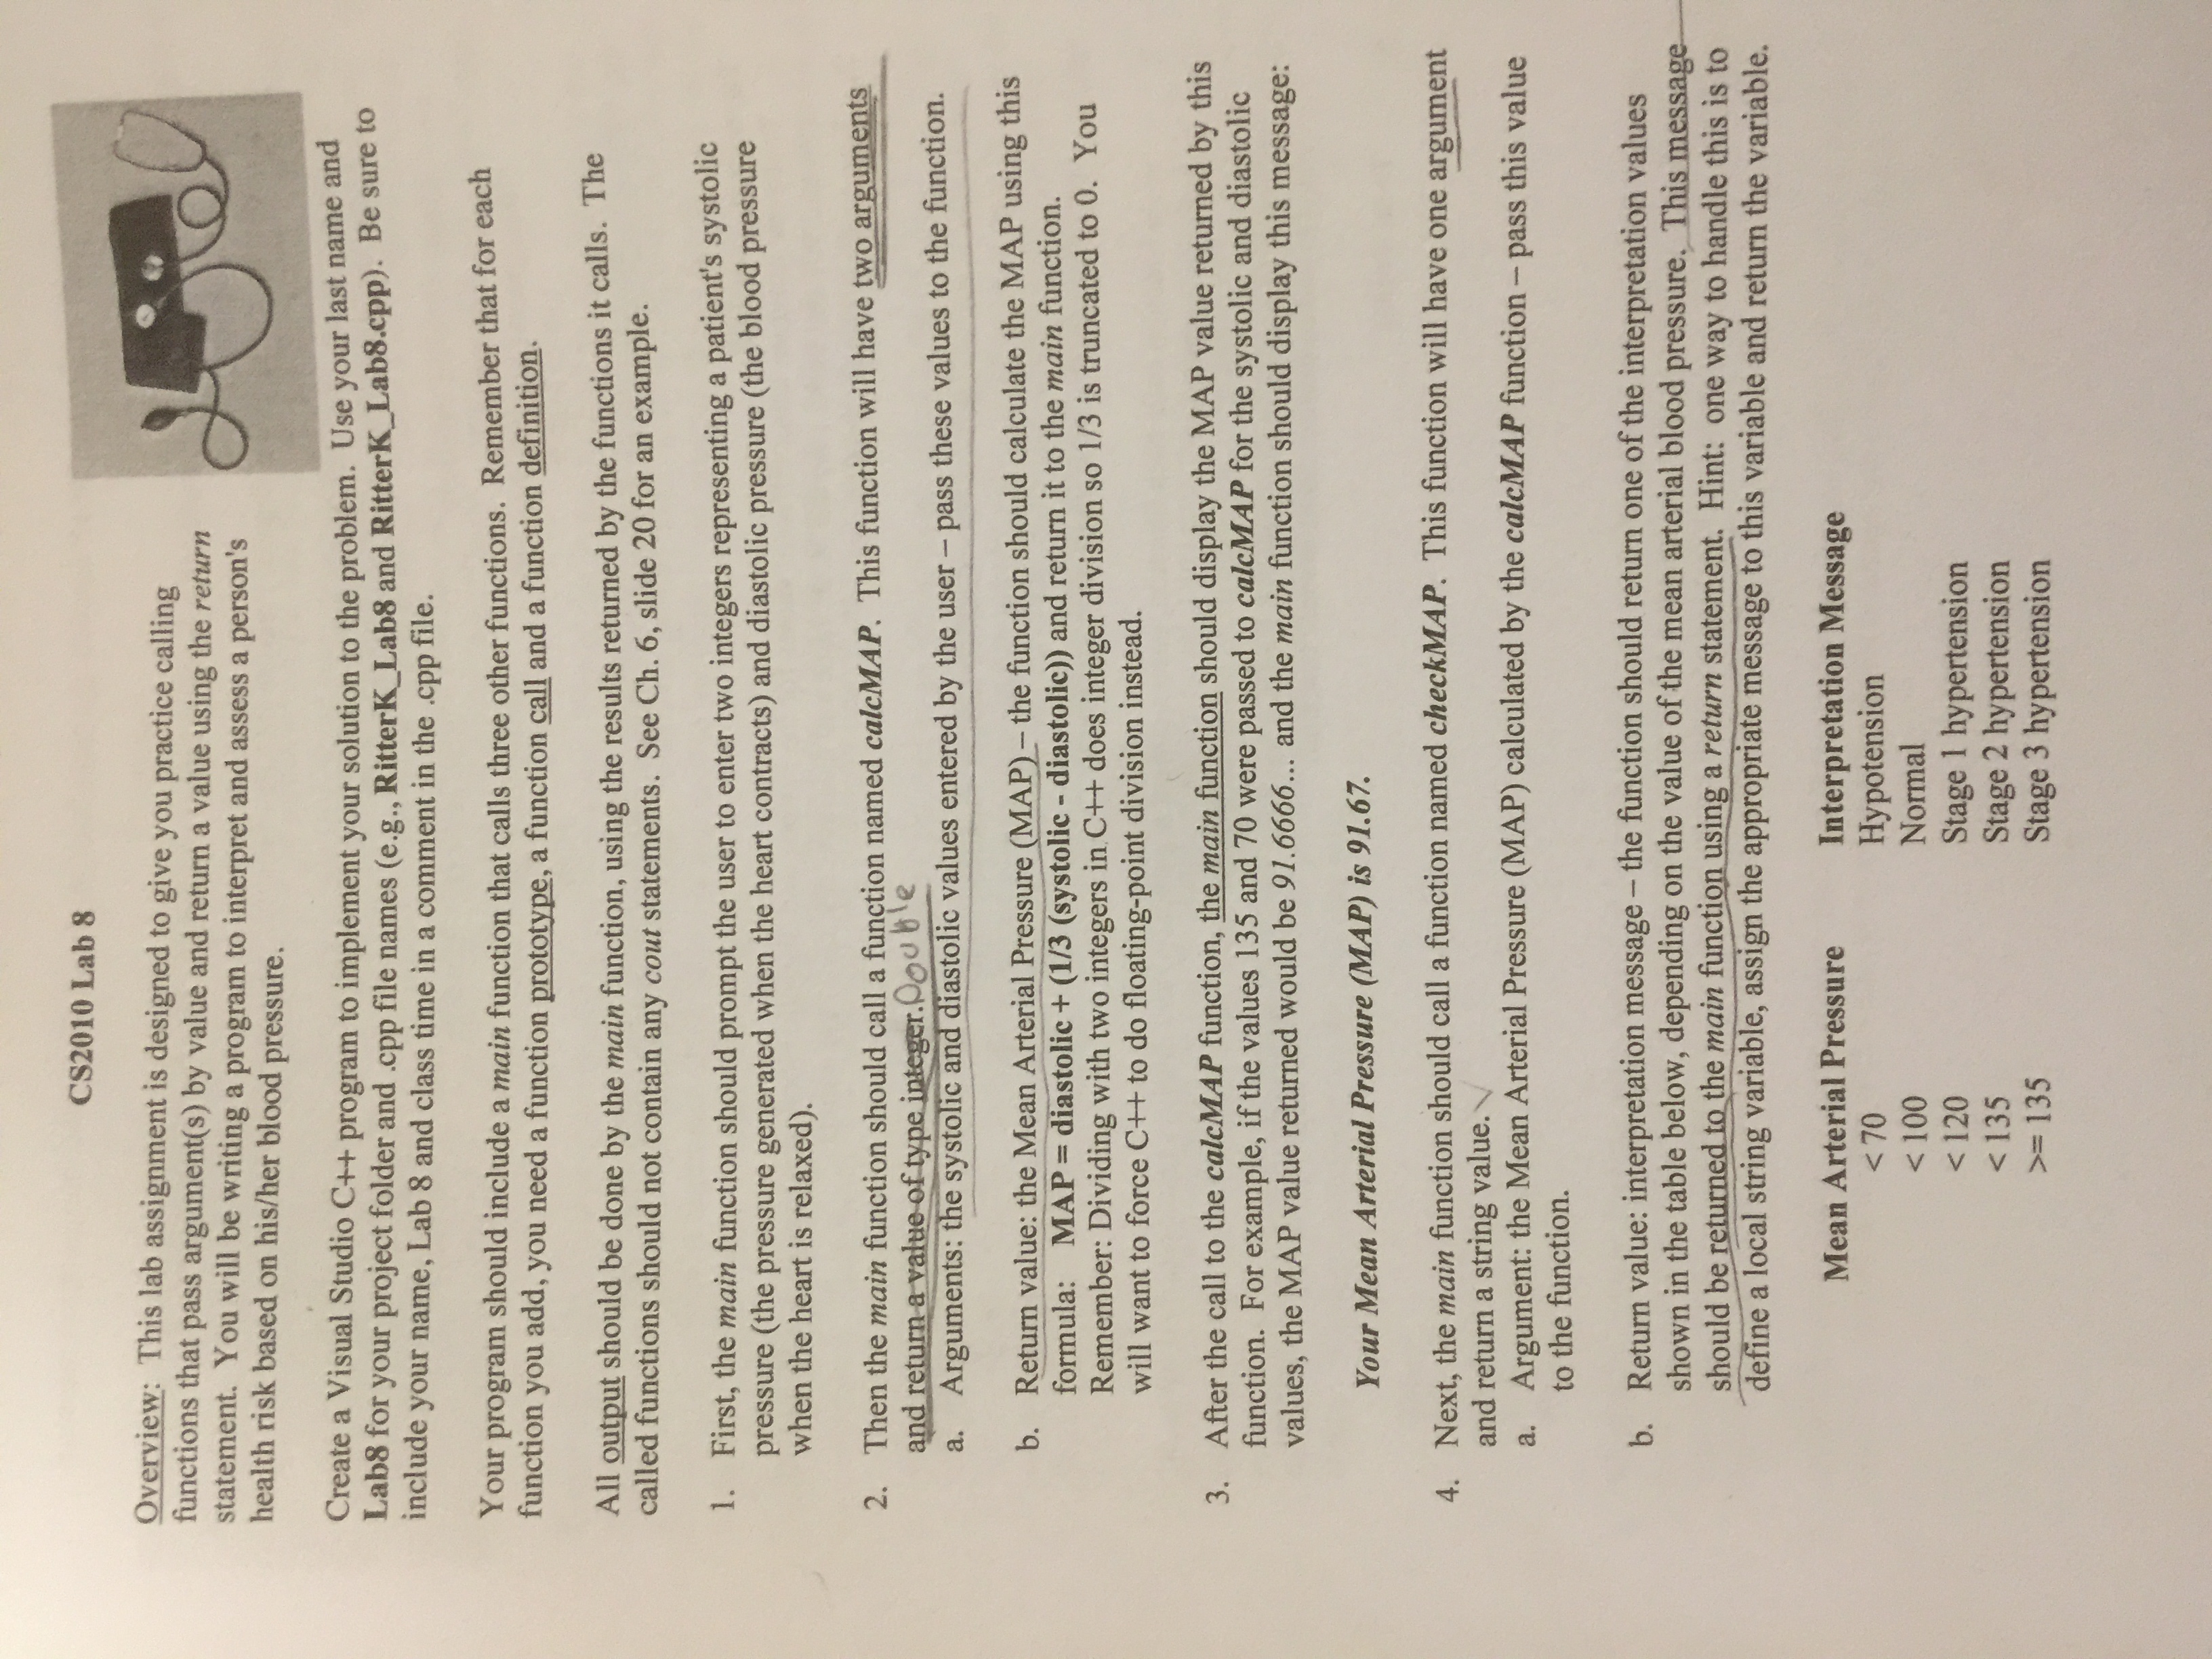 CS2010 Lab 8
Overview: This lab assignment is designed to give you practice calling
functions that pass argument(s) by value and return a value using the return
statement. You will be writing a program to interpret and assess a person's
health risk based on his/her blood pressure.
Create a Visual Studio C++ program to implement your solution to the problem. Use your last name and
Lab8 for your project folder and .cpp file names (e.g., RitterK_Lab8 and RitterK_Lab8.cpp). Be sure to
include your name, Lab 8 and class time in a comment in the .cpp file.
Your program should include a main function that calls three other functions. Remember that for each
function you add, you need a function prototype, a function call and a function definition.
All output should be done by the main function, using the results returned by the functions it calls. The
called functions should not contain any cout statements. See Ch. 6, slide 20 for an example.
1. First, the main function should prompt the user to enter two integers representing a patient's systolic
pressure (the pressure generated when the heart contracts) and diastolic pressure (the blood pressure
when the heart is relaxed).
2. Then the main function should call a function named calcMAP. This function will have two arguments
and return a value of type integer. Double
a. Arguments: the systolic and diastolic values entered by the user – pass these values to the function.
b. Return value: the Mean Arterial Pressure (MAP) – the function should calculate the MAP using this
formula: MAP = diastolic + (1/3 (systolic - diastolic)) and return it to the main function.
Remember: Dividing with two integers in C++ does integer division so 1/3 is truncated to 0. You
will want to force C++ to do floating-point division instead.
3. After the call to the calcMAP function, the main function should display the MAP value returned by this
function. For example, if the values 135 and 70 were passed to calcMAP for the systolic and diastolic
values, the MAP value returned would be 91.6666... and the main function should display this message:
Your Mean Arterial Pressure (MAP) is 91.67.
4. Next, the main function should call a function named checkMAP. This function will have one argument
and return a string value.
a. Argument: the Mean Arterial Pressure (MAP) calculated by the calcMAP function – pass this value
to the function.
b. Return value: interpretation message – the function should return one of the interpretation values
shown in the table below, depending on the value of the mean arterial blood pressure. This message
should be returned to the main function using a return statement. Hint: one way to handle this is to
define a local string variable, assign the appropriate message to this variable and return the variable.
Mean Arterial Pressure Interpretation Message
< 70 Hypotension
< 100 Normal
< 120 Stage 1 hypertension
< 135 Stage 2 hypertension
>= 135 Stage 3 hypertension